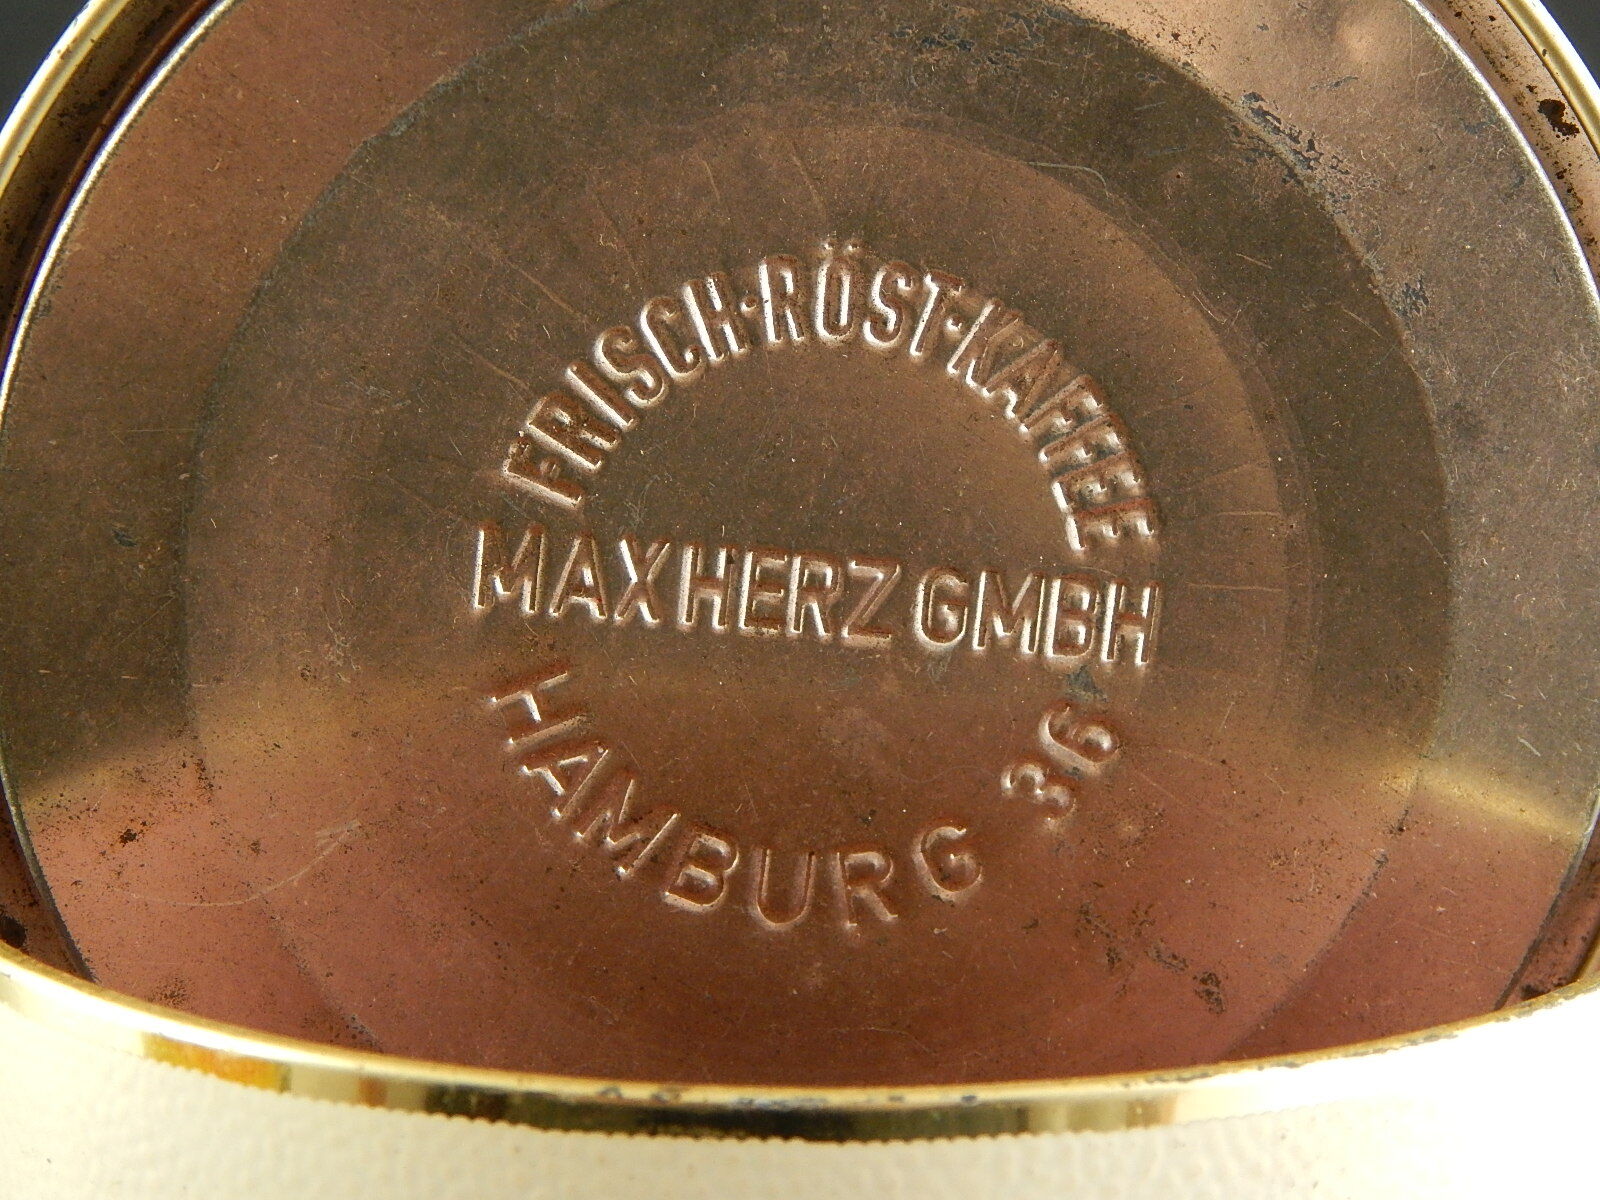 FRISCH·RÖST·KAFFEE
MAX HERZ GMBH
HAMBURG 36